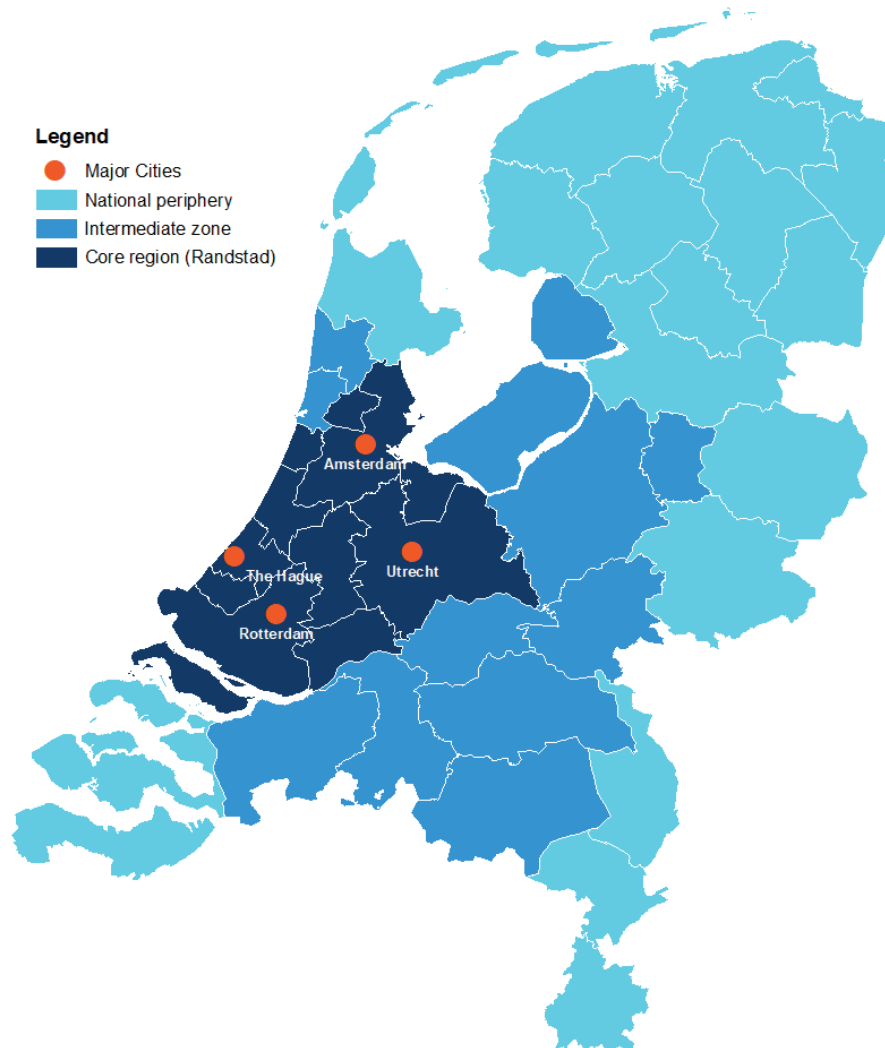 Legend
Major Cities
National periphery
Intermediate zone
Core region (Randstad)
Amsterdam
The Hague
Utrecht
Rotterdam